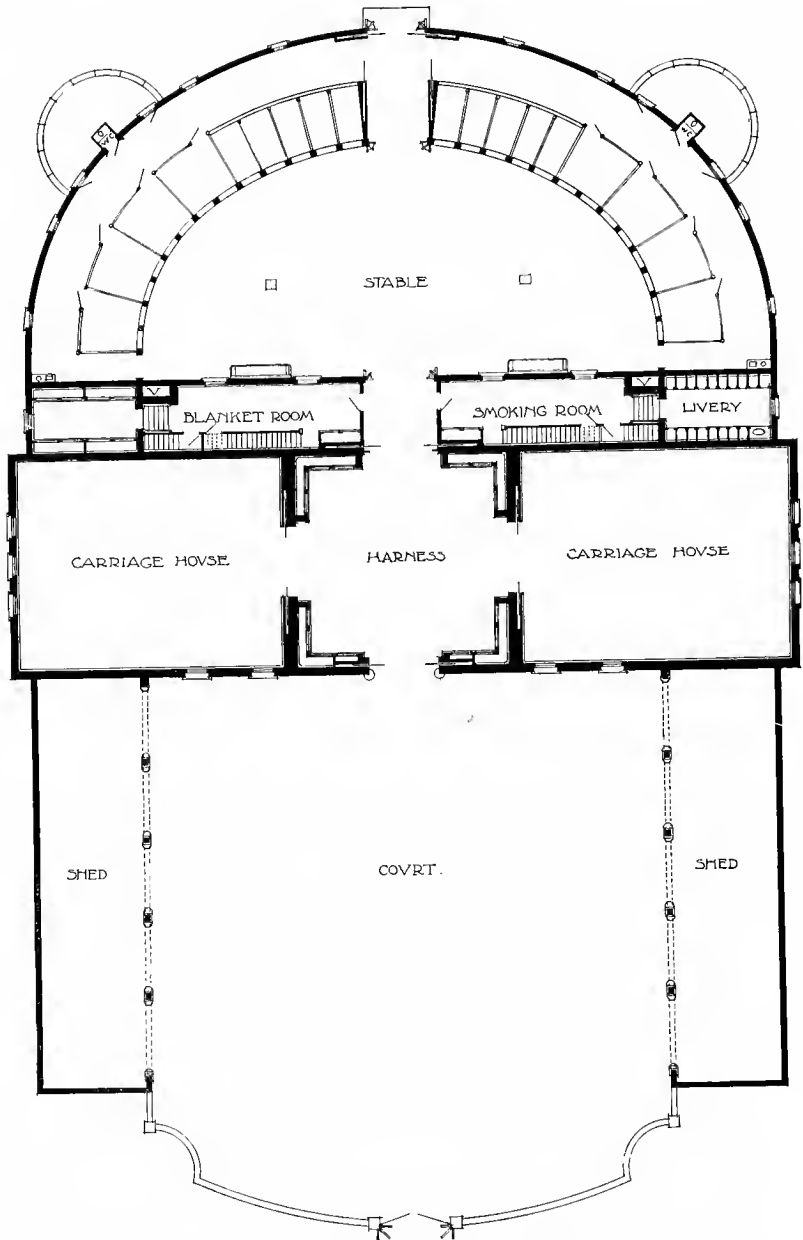 W C
W C
STABLE
BLANKET ROOM
SMOKING ROOM
LIVERY
CARRIAGE HOVSE
HARNESS
CARRIAGE HOVSE
SHED
COVRT.
SHED